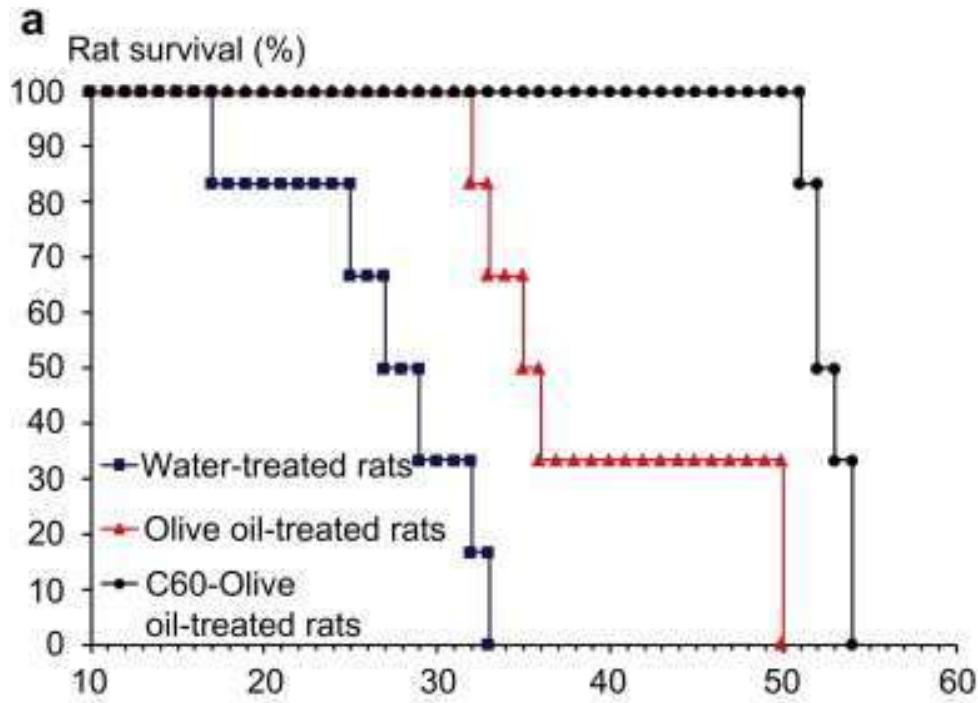 a
Rat survival (%)
100
90
80
70
60
50
40
30
20
10
0
Water-treated rats
Olive oil-treated rats
C60-Olive
oil-treated rats
10 20 30 40 50 60